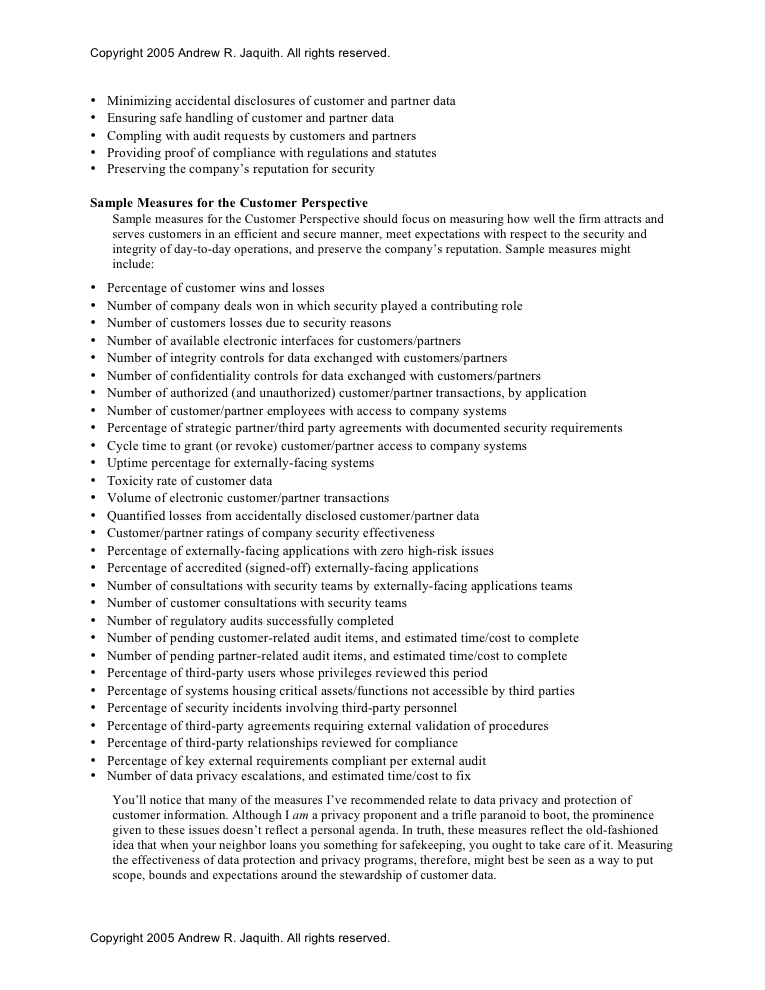 Copyright 2005 Andrew R. Jaquith. All rights reserved.
• Minimizing accidental disclosures of customer and partner data
• Ensuring safe handling of customer and partner data
• Compling with audit requests by customers and partners
• Providing proof of compliance with regulations and statutes
• Preserving the company’s reputation for security
Sample Measures for the Customer Perspective
Sample measures for the Customer Perspective should focus on measuring how well the firm attracts and
serves customers in an efficient and secure manner, meet expectations with respect to the security and
integrity of day-to-day operations, and preserve the company’s reputation. Sample measures might
include:
• Percentage of customer wins and losses
• Number of company deals won in which security played a contributing role
• Number of customers losses due to security reasons
• Number of available electronic interfaces for customers/partners
• Number of integrity controls for data exchanged with customers/partners
• Number of confidentiality controls for data exchanged with customers/partners
• Number of authorized (and unauthorized) customer/partner transactions, by application
• Number of customer/partner employees with access to company systems
• Percentage of strategic partner/third party agreements with documented security requirements
• Cycle time to grant (or revoke) customer/partner access to company systems
• Uptime percentage for externally-facing systems
• Toxicity rate of customer data
• Volume of electronic customer/partner transactions
• Quantified losses from accidentally disclosed customer/partner data
• Customer/partner ratings of company security effectiveness
• Percentage of externally-facing applications with zero high-risk issues
• Percentage of accredited (signed-off) externally-facing applications
• Number of consultations with security teams by externally-facing applications teams
• Number of customer consultations with security teams
• Number of regulatory audits successfully completed
• Number of pending customer-related audit items, and estimated time/cost to complete
• Number of pending partner-related audit items, and estimated time/cost to complete
• Percentage of third-party users whose privileges reviewed this period
• Percentage of systems housing critical assets/functions not accessible by third parties
• Percentage of security incidents involving third-party personnel
• Percentage of third-party agreements requiring external validation of procedures
• Percentage of third-party relationships reviewed for compliance
• Percentage of key external requirements compliant per external audit
• Number of data privacy escalations, and estimated time/cost to fix
You’ll notice that many of the measures I’ve recommended relate to data privacy and protection of
customer information. Although I am a privacy proponent and a trifle paranoid to boot, the prominence
given to these issues doesn’t reflect a personal agenda. In truth, these measures reflect the old-fashioned
idea that when your neighbor loans you something for safekeeping, you ought to take care of it. Measuring
the effectiveness of data protection and privacy programs, therefore, might best be seen as a way to put
scope, bounds and expectations around the stewardship of customer data.
Copyright 2005 Andrew R. Jaquith. All rights reserved.